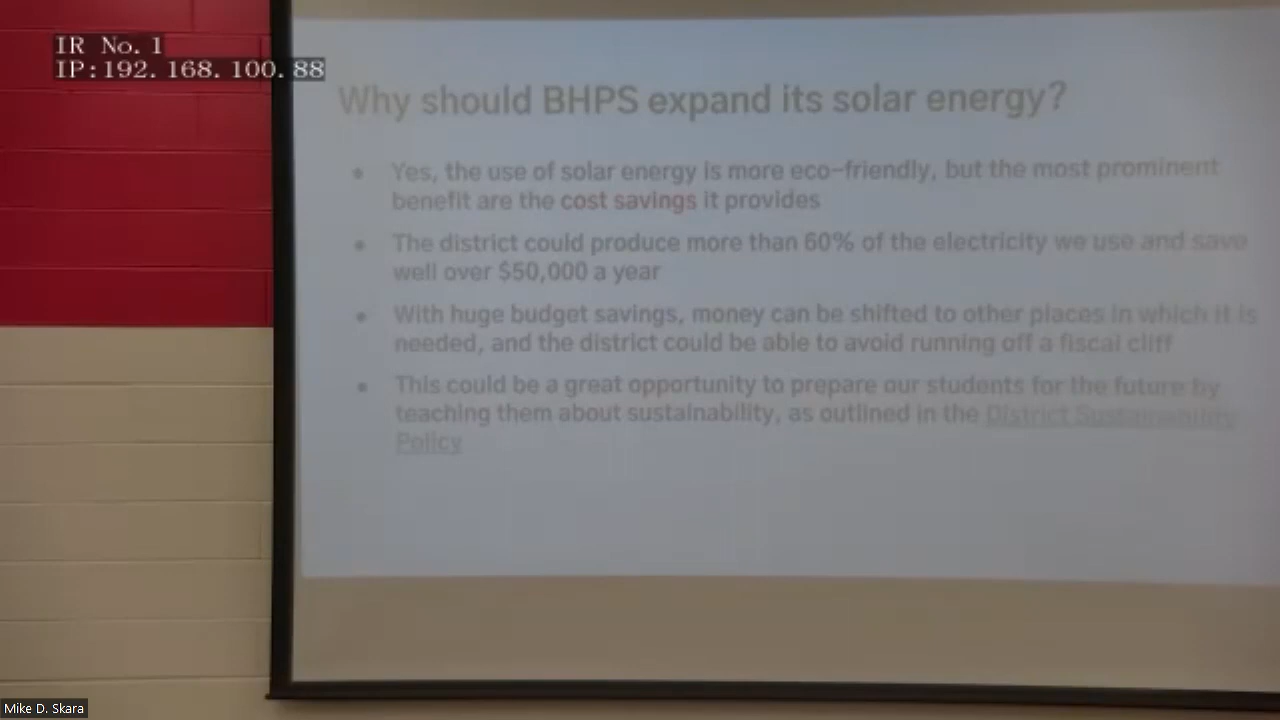 IR No.1
IP:192.168.100.88
Why should BHPS expand its solar energy?
Yes, the use of solar energy is more eco-friendly, but the most prominent
benefit are the cost savings it provides
The district could produce more than 60% of the electricity we use and save
well over $50,000 a year
With huge budget savings, money can be shifted to other places in which it is
needed, and the district could be able to avoid running off a fiscal cliff
This could be a great opportunity to prepare our students for the future by
teaching them about sustainability, as outlined in the District Sustainability
Policy
Mike D. Skara